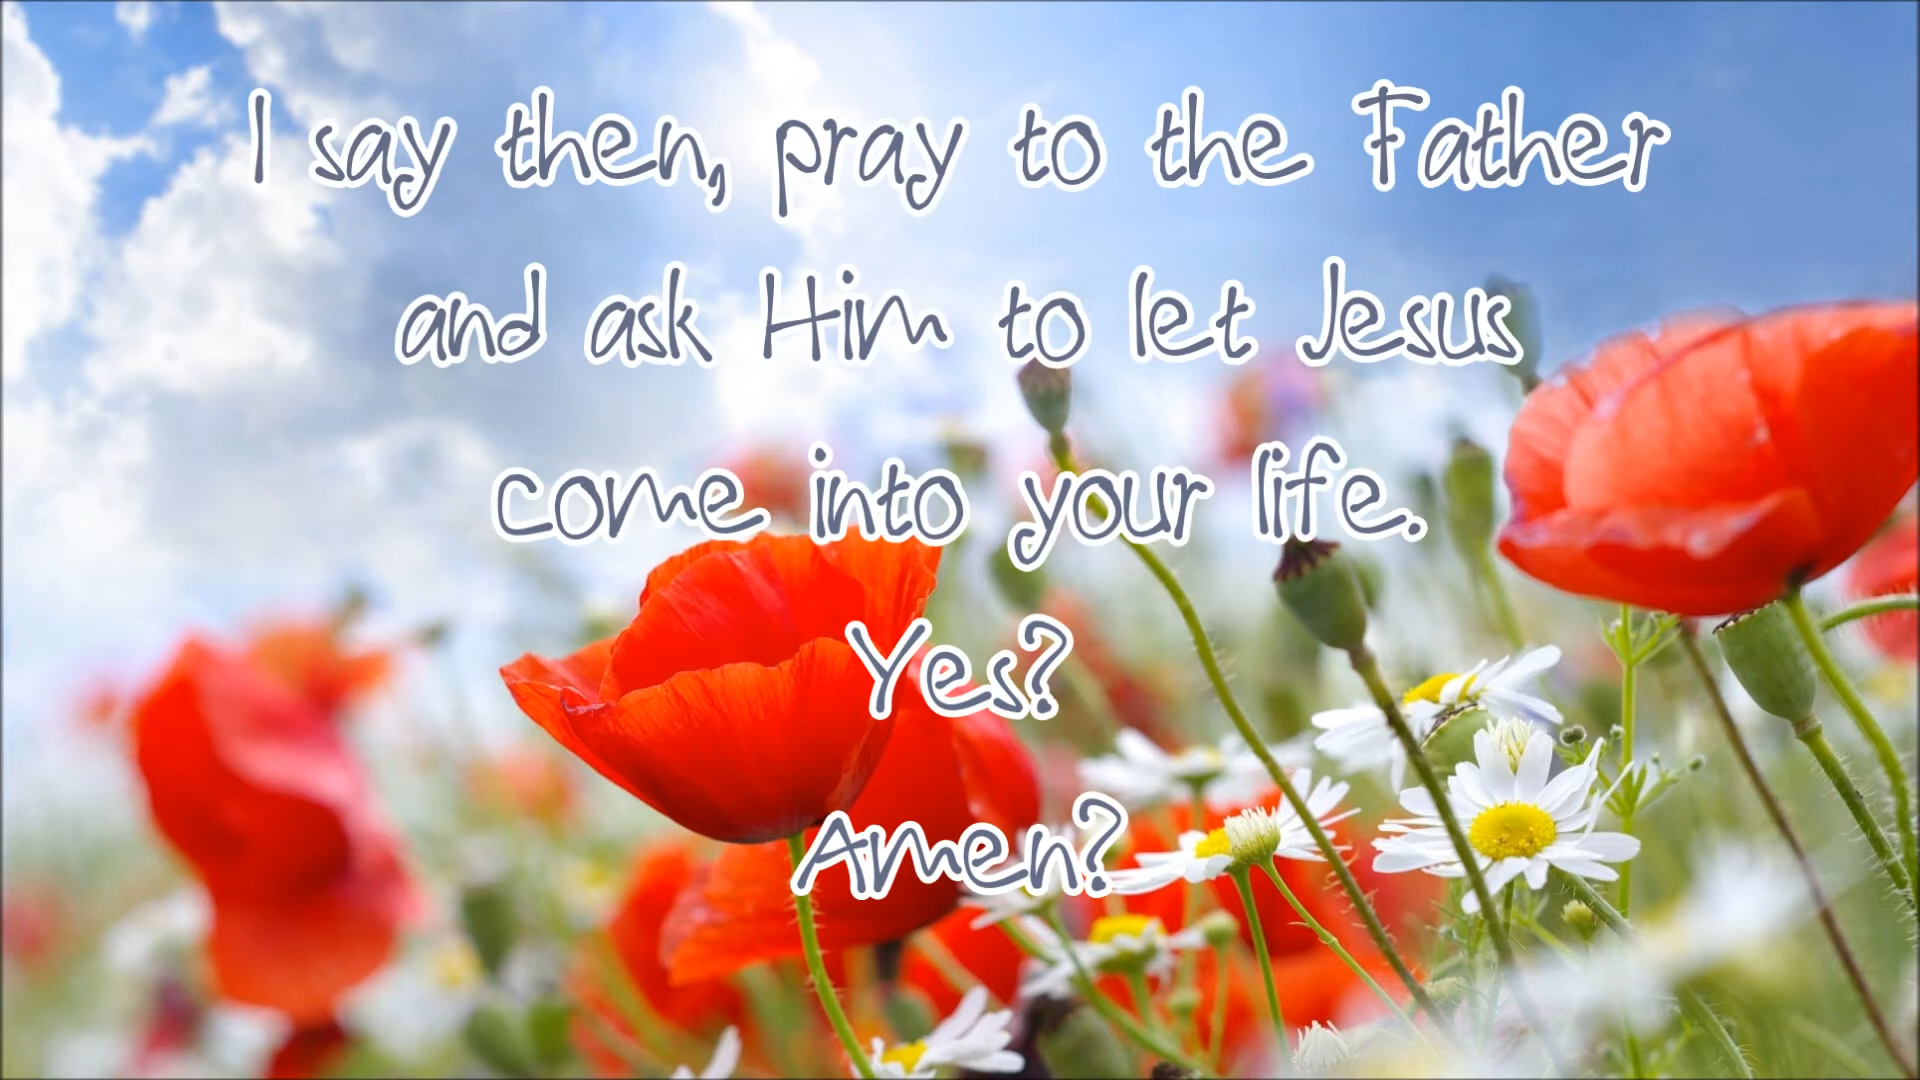 I say then, pray to the Father
and ask Him to let Jesus
come into your life.
Yes?
Amen?